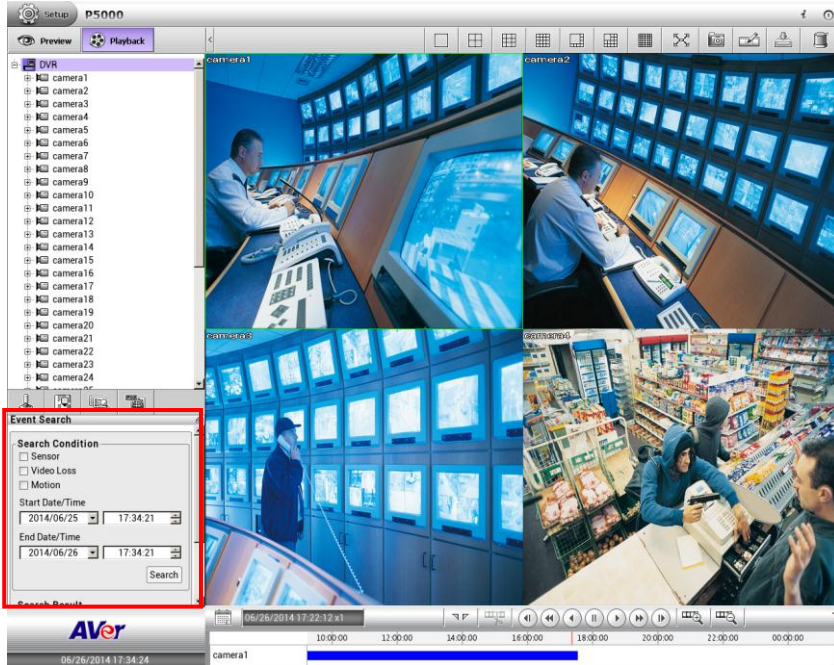 Setup P5000
Preview Playback
DVR
camera1
camera2
camera3
camera4
camera5
camera6
camera7
camera8
camera9
camera10
camera11
camera12
camera13
camera14
camera15
camera16
camera17
camera18
camera19
camera20
camera21
camera22
camera23
camera24
Event Search
Search Condition
Sensor
Video Loss
Motion
Start Date/Time
2014/06/25 17:34:21
End Date/Time
2014/06/26 17:34:21
Search
Search Result
AVer
06/26/2014 17:34:24
camera1
camera2
camera3
camera4
06/26/2014 17:22:12 x1
10:00:00 12:00:00 14:00:00 16:00:00 18:00:00 20:00:00 22:00:00 00:00:00
camera1